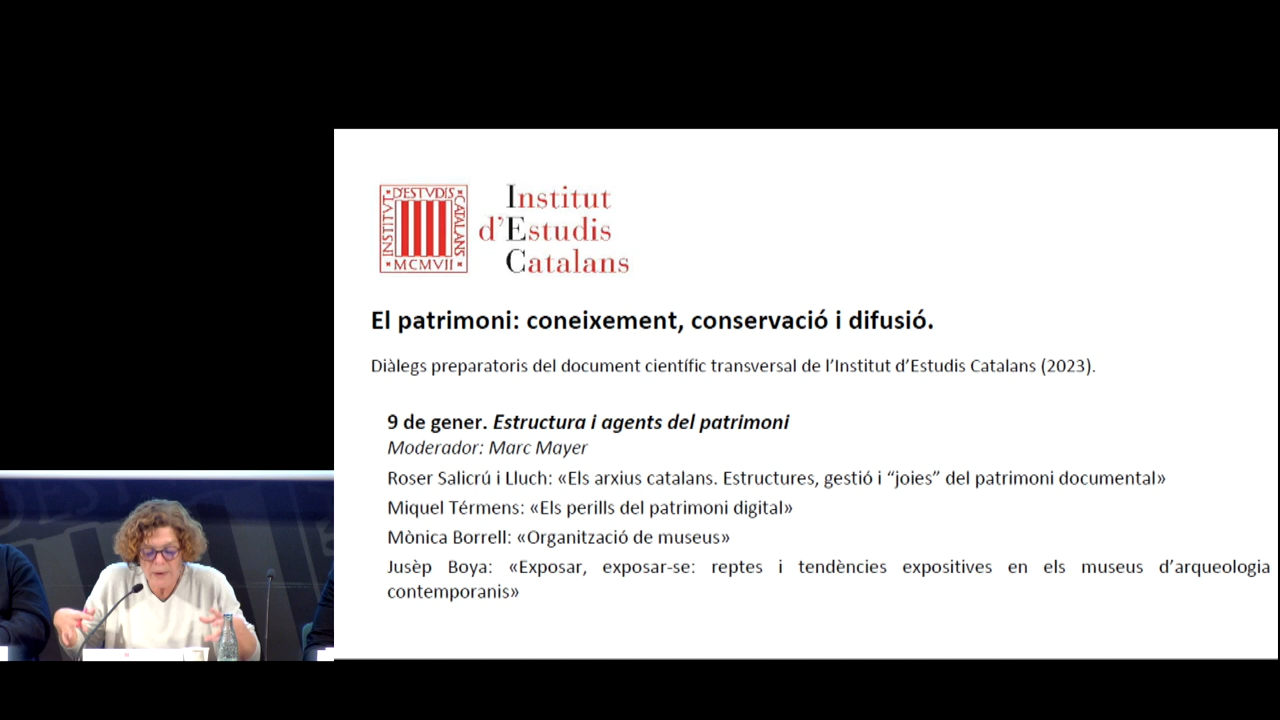 D'ESTVDIS
INSTITVT
CATALANS
MCMVII
Institut
d'Estudis
Catalans
El patrimoni: coneixement, conservació i difusió.
Diàlegs preparatoris del document científic transversal de l'Institut d'Estudis Catalans (2023).
9 de gener. Estructura i agents del patrimoni
Moderador: Marc Mayer
Roser Salicrú i Lluch: «Els arxius catalans. Estructures, gestió i “joies” del patrimoni documental»
Miquel Térmens: «Els perills del patrimoni digital»
Mònica Borrell: «Organització de museus»
Jusèp Boya: «Exposar, exposar-se: reptes i tendències expositives en els museus d'arqueologia
contemporanis»